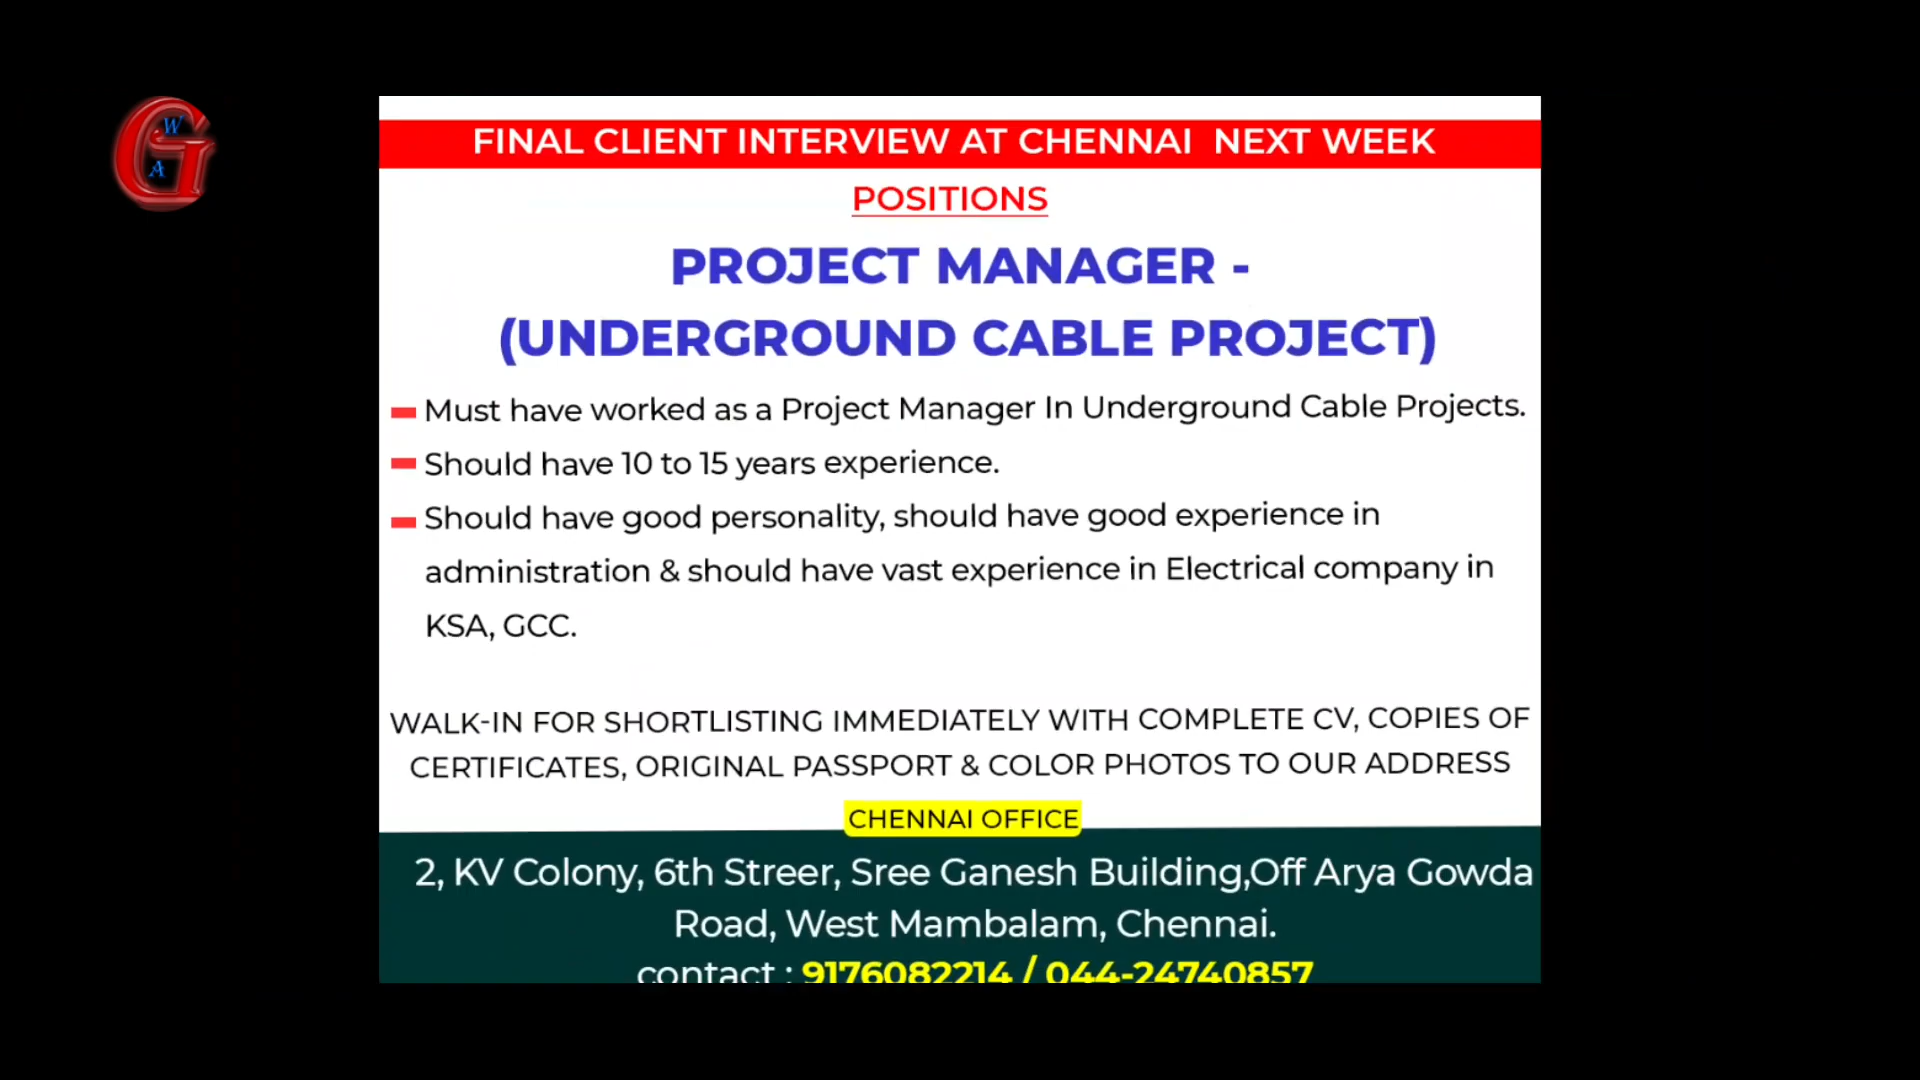 W
G
A
FINAL CLIENT INTERVIEW AT CHENNAI NEXT WEEK
POSITIONS
PROJECT MANAGER -
(UNDERGROUND CABLE PROJECT)
Must have worked as a Project Manager In Underground Cable Projects.
Should have 10 to 15 years experience.
Should have good personality, should have good experience in
administration & should have vast experience in Electrical company in
KSA, GCC.
WALK-IN FOR SHORTLISTING IMMEDIATELY WITH COMPLETE CV, COPIES OF
CERTIFICATES, ORIGINAL PASSPORT & COLOR PHOTOS TO OUR ADDRESS
CHENNAI OFFICE
2, KV Colony, 6th Streer, Sree Ganesh Building,Off Arya Gowda
Road, West Mambalam, Chennai.
contact : 9176082214 / 044-24740857